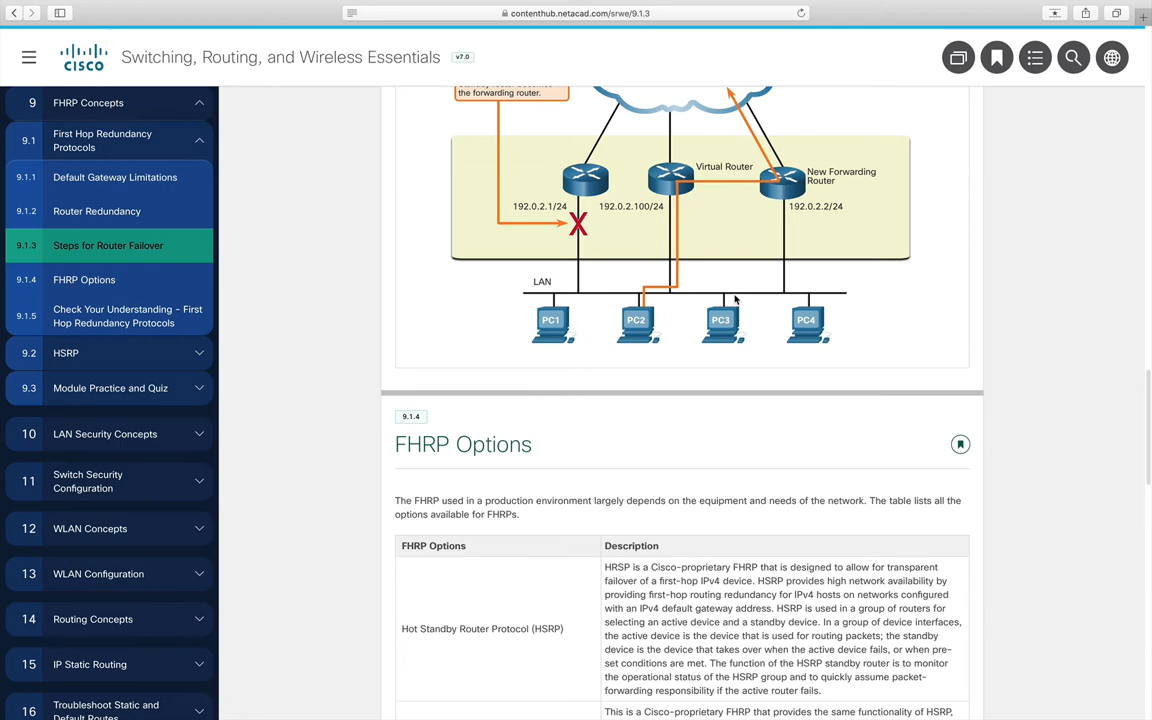 contenthub.netacad.com/srwe/9.1.3
CISCO
Switching, Routing, and Wireless Essentials
v7.0
9
FHRP Concepts
9.1
First Hop Redundancy
Protocols
9.1.1
Default Gateway Limitations
9.1.2
Router Redundancy
9.1.3
Steps for Router Failover
9.1.4
FHRP Options
9.1.5
Check Your Understanding - First
Hop Redundancy Protocols
9.2
HSRP
9.3
Module Practice and Quiz
10
LAN Security Concepts
11
Switch Security
Configuration
12
WLAN Concepts
13
WLAN Configuration
14
Routing Concepts
15
IP Static Routing
16
Troubleshoot Static and
Default Routes
the forwarding router.
Virtual Router
New Forwarding
Router
192.0.2.1/24
192.0.2.100/24
192.0.2.2/24
X
LAN
PC1
PC2
PC3
PC4
9.1.4
FHRP Options
The FHRP used in a production environment largely depends on the equipment and needs of the network. The table lists all the
options available for FHRPs.
FHRP Options
Description
Hot Standby Router Protocol (HSRP)
HRSP is a Cisco-proprietary FHRP that is designed to allow for transparent
failover of a first-hop IPv4 device. HSRP provides high network availability by
providing first-hop routing redundancy for IPv4 hosts on networks configured
with an IPv4 default gateway address. HSRP is used in a group of routers for
selecting an active device and a standby device. In a group of device interfaces,
the active device is the device that is used for routing packets; the standby
device is the device that takes over when the active device fails, or when pre-
set conditions are met. The function of the HSRP standby router is to monitor
the operational status of the HSRP group and to quickly assume packet-
forwarding responsibility if the active router fails.
This is a Cisco-proprietary FHRP that provides the same functionality of HSRP,